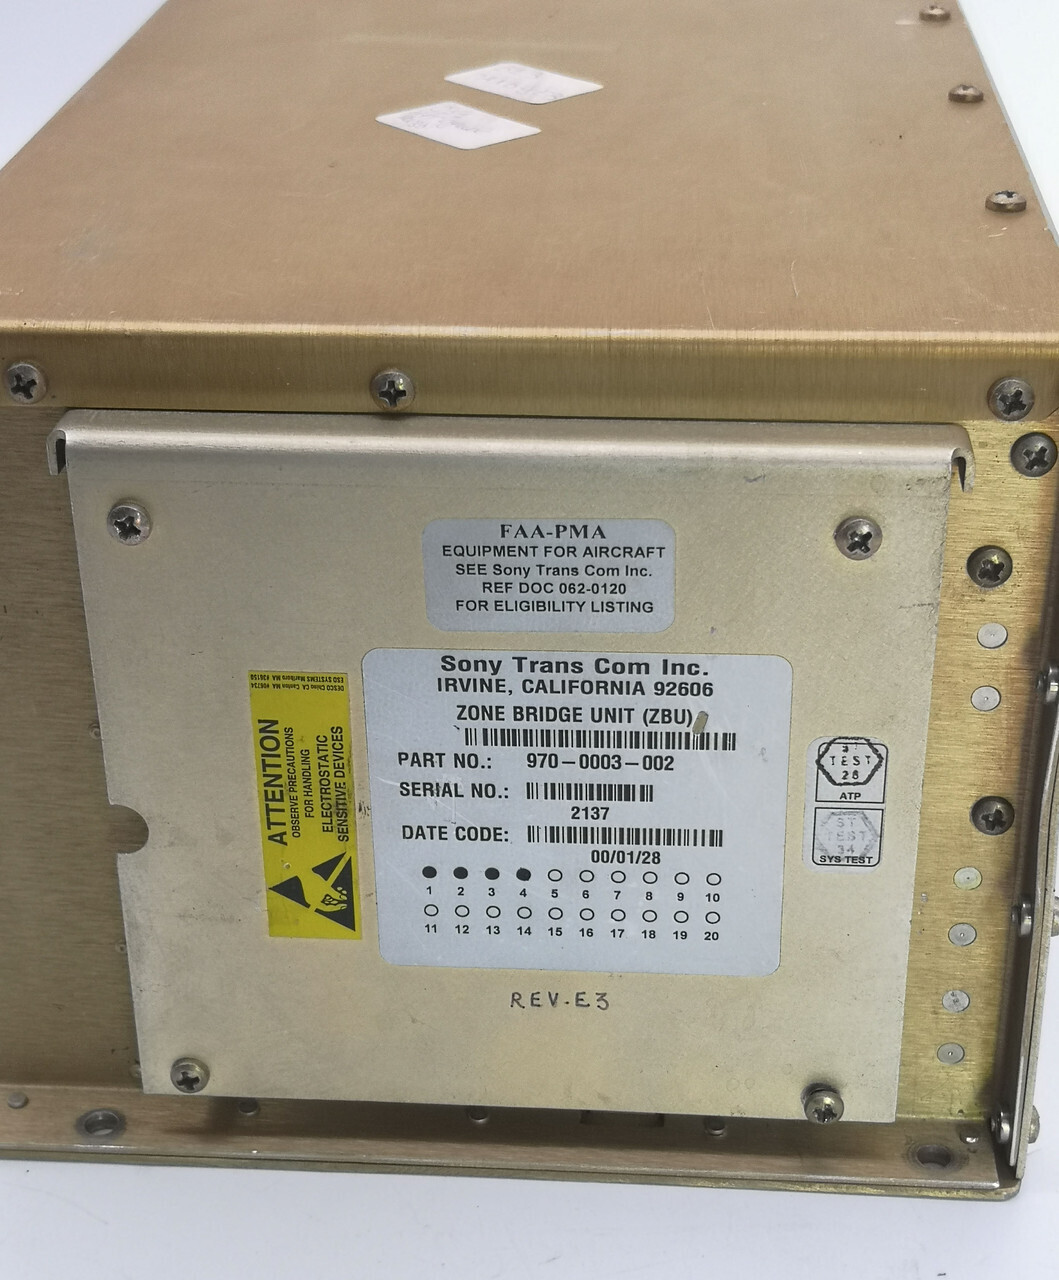 FAA-PMA
EQUIPMENT FOR AIRCRAFT
SEE Sony Trans Com Inc.
REF DOC 062-0120
FOR ELIGIBILITY LISTING
Sony Trans Com Inc.
IRVINE, CALIFORNIA 92606
ZONE BRIDGE UNIT (ZBU)
PART NO.: 970-0003-002
SERIAL NO.:
2137
DATE CODE:
00/01/28
1 2 3 4 5 6 7 8 9 10
11 12 13 14 15 16 17 18 19 20
REV-E3
ATTENTION
OBSERVE PRECAUTIONS
FOR HANDLING
ELECTROSTATIC
SENSITIVE DEVICES
TEST
28
ATP
ST
TEST
34
SYS TEST